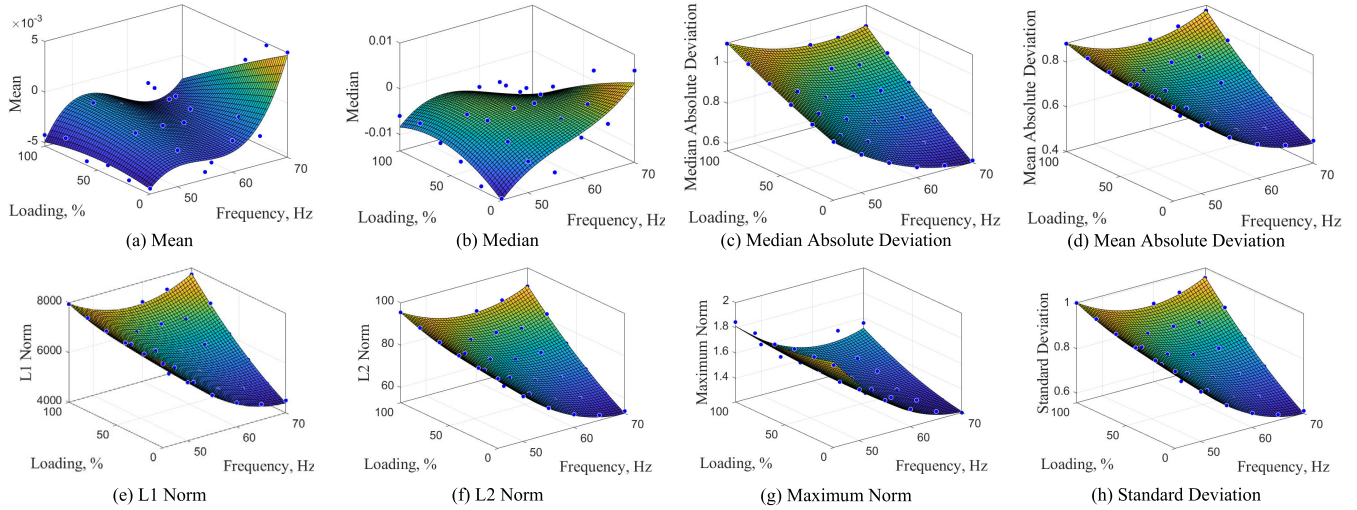 ×10⁻³
5
0
-5
Mean
100
50
0
Loading, %
50
60
70
Frequency, Hz
(a) Mean
0.01
0
-0.01
Median
100
50
0
Loading, %
50
60
70
Frequency, Hz
(b) Median
1
0.8
0.6
Median Absolute Deviation
100
50
0
Loading, %
50
60
70
Frequency, Hz
(c) Median Absolute Deviation
0.8
0.6
0.4
Mean Absolute Deviation
100
50
0
Loading, %
50
60
70
Frequency, Hz
(d) Mean Absolute Deviation
8000
6000
4000
L1 Norm
100
50
0
Loading, %
50
60
70
Frequency, Hz
(e) L1 Norm
100
80
60
L2 Norm
100
50
0
Loading, %
50
60
70
Frequency, Hz
(f) L2 Norm
2
1.8
1.6
1.4
Maximum Norm
100
50
0
Loading, %
50
60
70
Frequency, Hz
(g) Maximum Norm
1
0.8
0.6
Standard Deviation
100
50
0
Loading, %
50
60
70
Frequency, Hz
(h) Standard Deviation